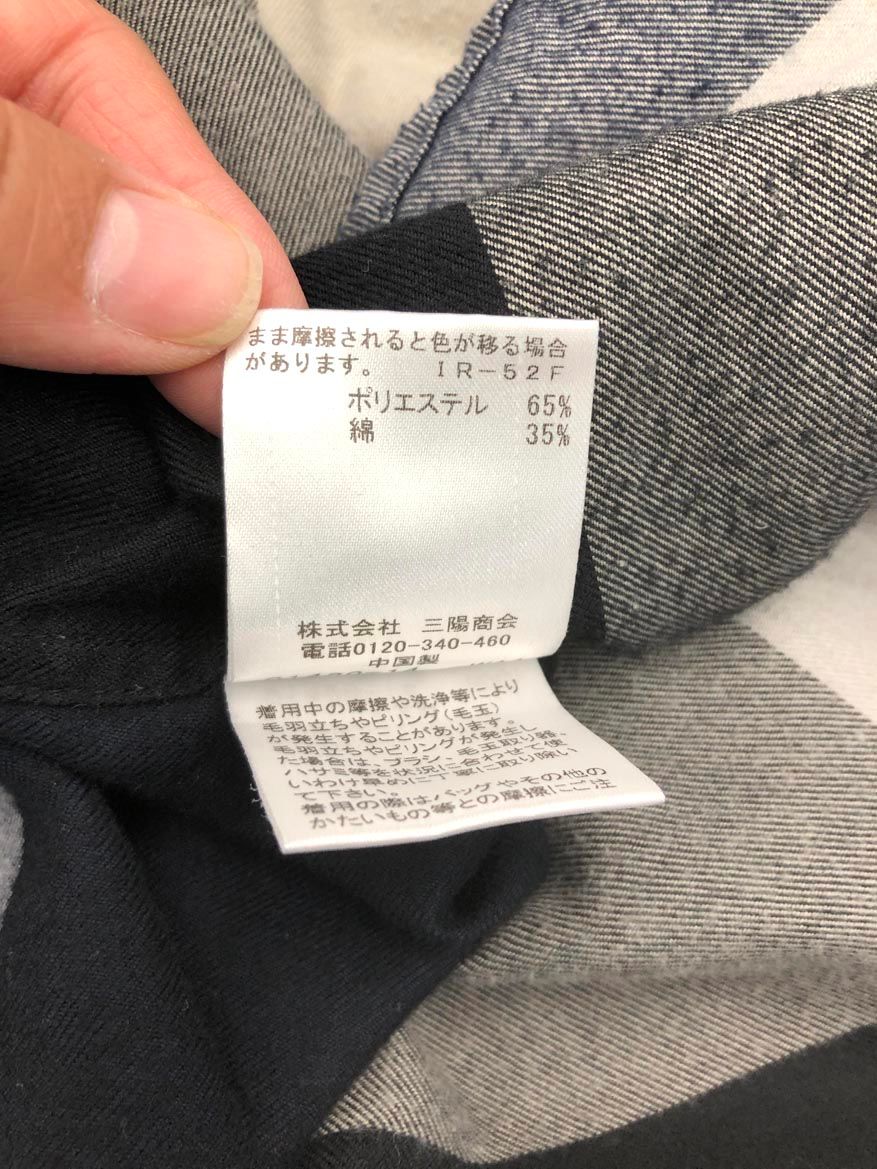 まま摩擦されると色が移る場合
があります。 IR-52F
ポリエステル 65%
綿 35%
株式会社 三陽商会
電話0120-340-460
中国製
着用中の摩擦や洗浄等により
毛羽立ちやピリング(毛玉)
が発生することがあります。
毛羽立ちやピリングが発生し
た場合は、ブラシ、毛玉取り器、
ハサミ等を状況に合わせて使
いわけ早めに丁寧に取り除い
て下さい。
着用の際はバッグやその他の
かたいもの等との摩擦にご注